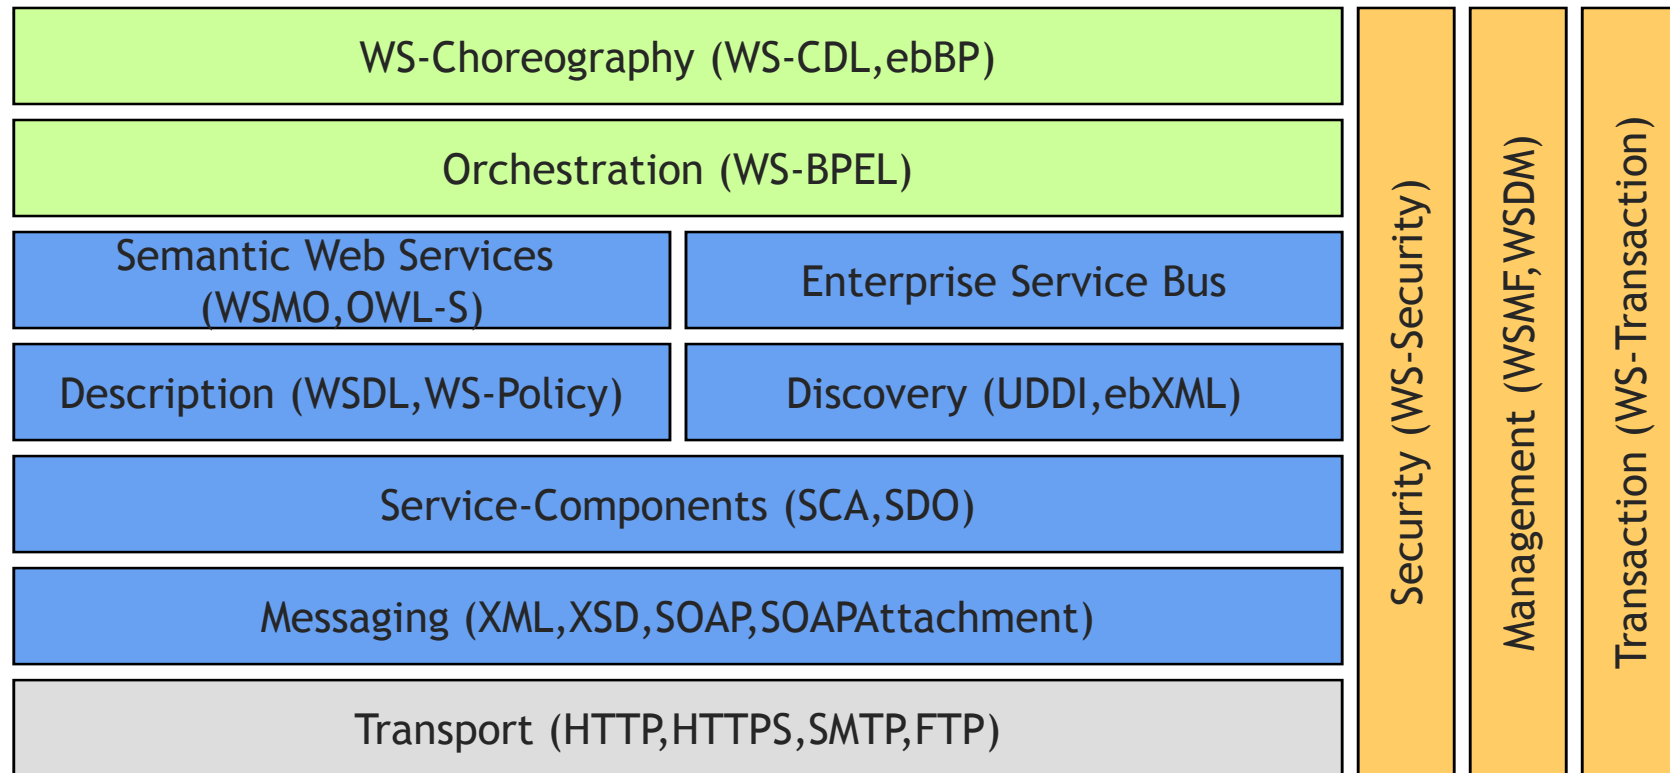 WS-Choreography (WS-CDL,ebBP)
Orchestration (WS-BPEL)
Semantic Web Services
(WSMO,OWL-S)
Enterprise Service Bus
Description (WSDL,WS-Policy)
Discovery (UDDI,ebXML)
Service-Components (SCA,SDO)
Messaging (XML,XSD,SOAP,SOAPAttachment)
Transport (HTTP,HTTPS,SMTP,FTP)
Security (WS-Security)
Management (WSMF,WSDM)
Transaction (WS-Transaction)